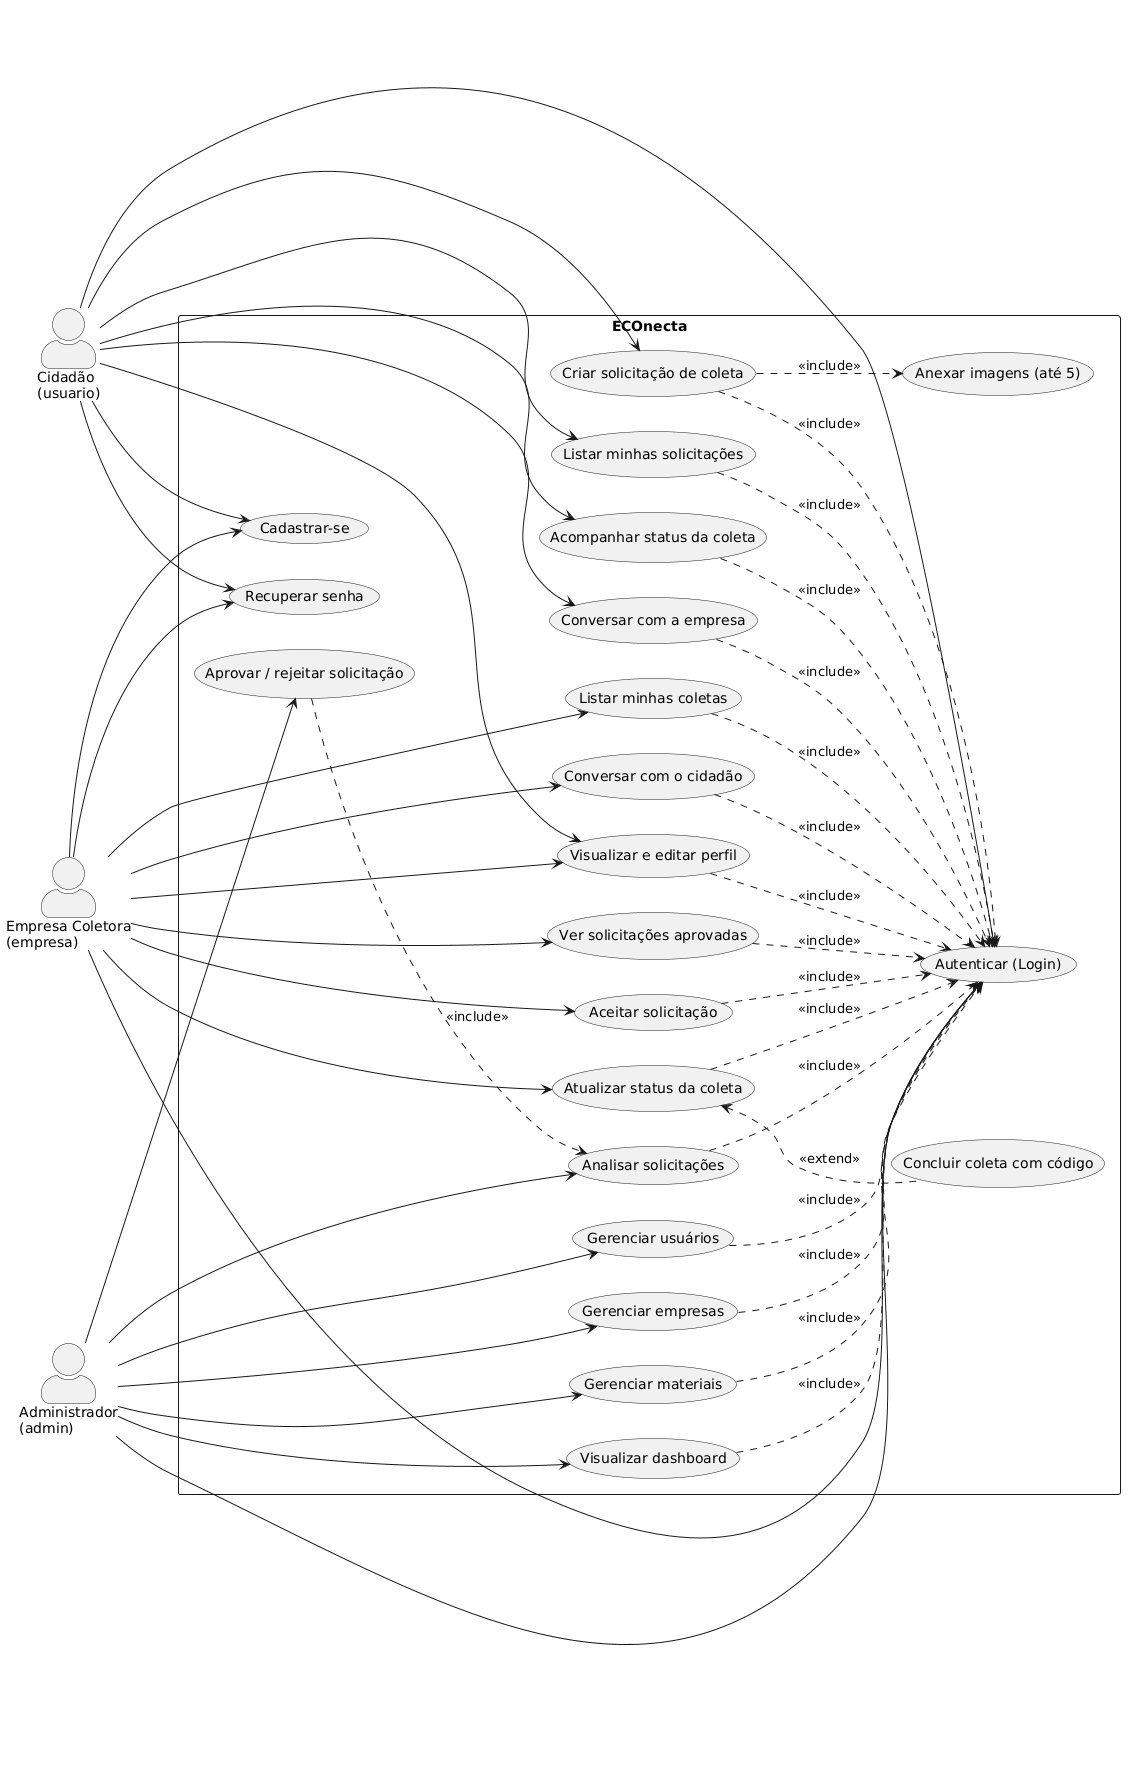 ECOnecta
Cidadão
(usuario)
Criar solicitação de coleta
«include»
Anexar imagens (até 5)
«include»
Listar minhas solicitações
«include»
Cadastrar-se
Acompanhar status da coleta
«include»
Recuperar senha
Conversar com a empresa
«include»
Aprovar / rejeitar solicitação
Listar minhas coletas
«include»
Conversar com o cidadão
«include»
Visualizar e editar perfil
«include»
Empresa Coletora
(empresa)
Ver solicitações aprovadas
«include»
Autenticar (Login)
«include»
Aceitar solicitação
«include»
«include»
Atualizar status da coleta
«include»
Analisar solicitações
«extend»
Concluir coleta com código
«include»
Gerenciar usuários
«include»
Gerenciar empresas
«include»
Gerenciar materiais
«include»
Administrador
(admin)
Visualizar dashboard